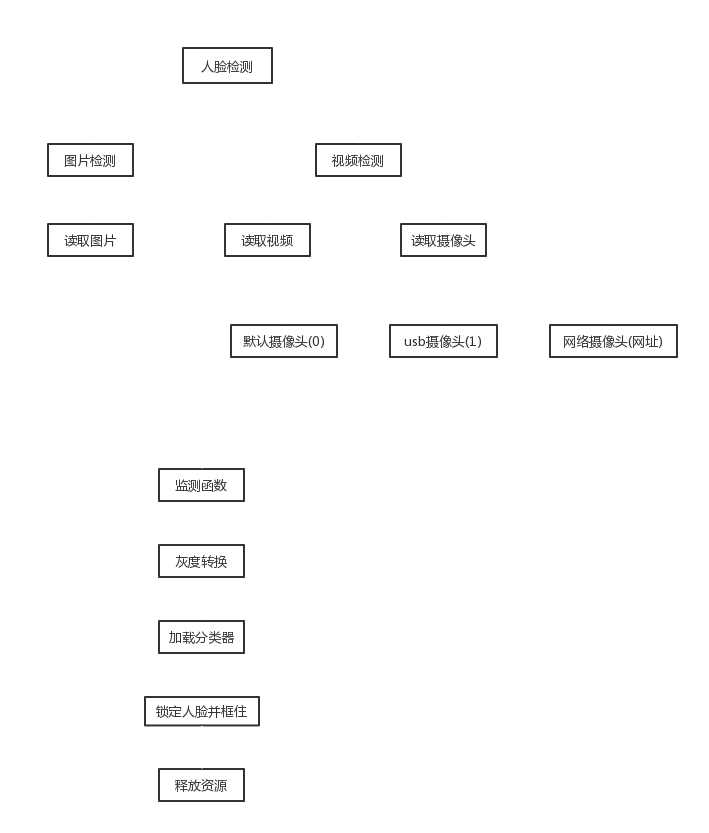 人脸检测
图片检测
视频检测
读取图片
读取视频
读取摄像头
默认摄像头(0)
usb摄像头(1)
网络摄像头(网址)
监测函数
灰度转换
加载分类器
锁定人脸并框住
释放资源